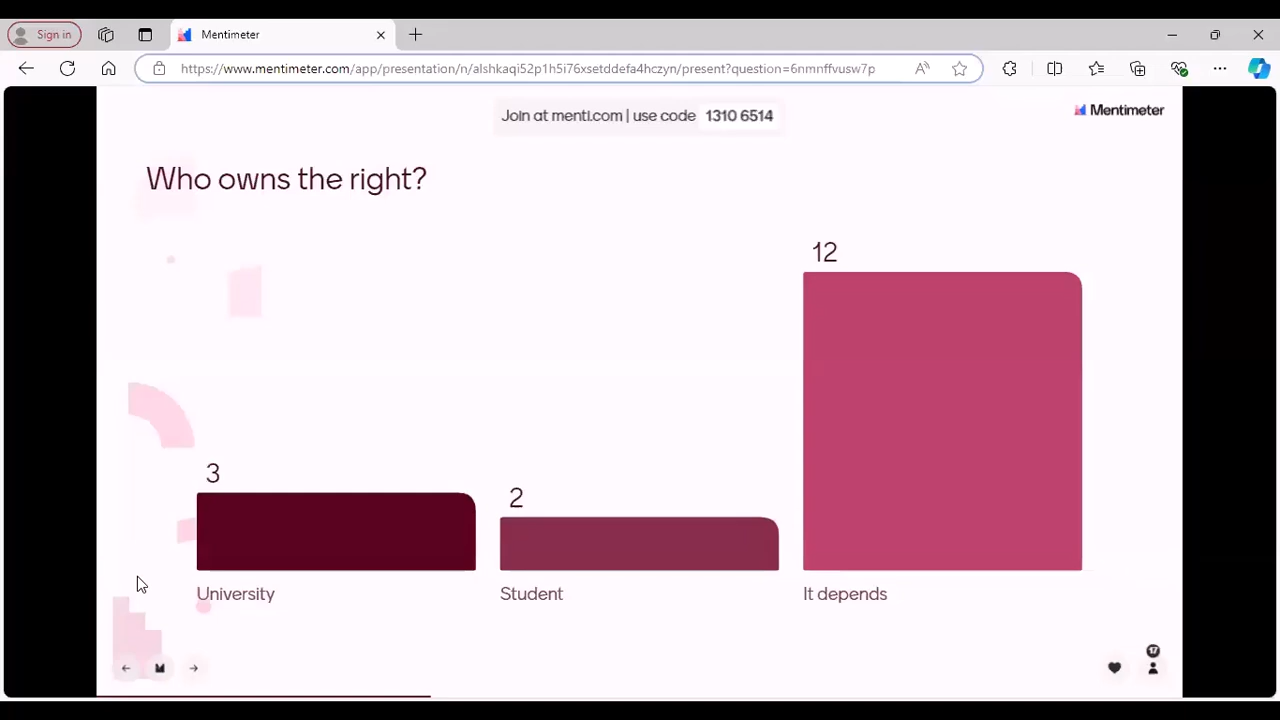 Sign in
Mentimeter
https://www.mentimeter.com/app/presentation/n/alshkaqi52p1h5i76xsetddefa4hczyn/present?question=6nmnffvusw7p
Join at menti.com | use code 1310 6514
Mentimeter
Who owns the right?
12
3
2
University
Student
It depends
17